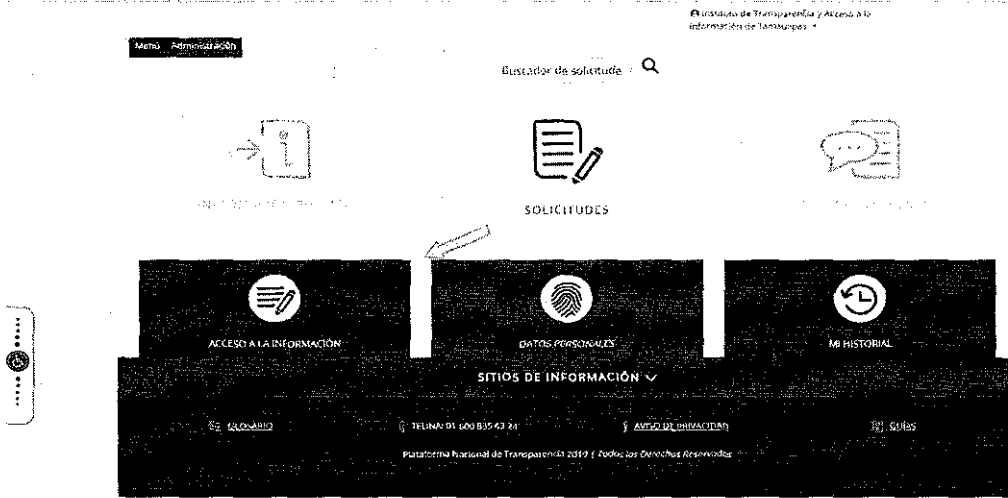 Instituto de Transparencia y Acceso a la
Información de Tamaulipas
Menú Administración
Buscador de solicitude
SOLICITUDES
ACCESO A LA INFORMACIÓN
DATOS PERSONALES
MI HISTORIAL
SITIOS DE INFORMACIÓN
GLOSARIO
TELINAI 01 800 835 43 24
AVISO DE PRIVACIDAD
GUÍAS
Plataforma Nacional de Transparencia 2019 | Todos los Derechos Reservados